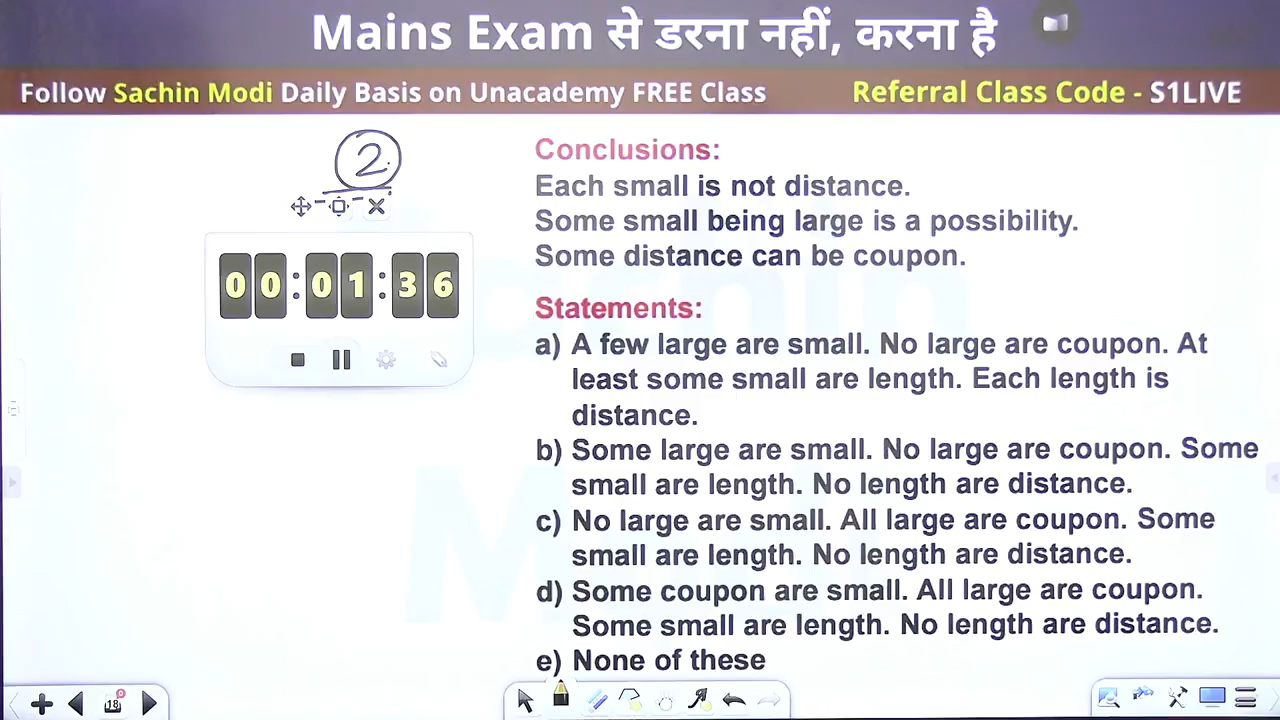 Mains Exam से डरना नहीं, करना है
Follow Sachin Modi Daily Basis on Unacademy FREE Class
Referral Class Code - S1LIVE
2
00:01:36
Conclusions:
Each small is not distance.
Some small being large is a possibility.
Some distance can be coupon.
Statements:
a) A few large are small. No large are coupon. At
least some small are length. Each length is
distance.
b) Some large are small. No large are coupon. Some
small are length. No length are distance.
c) No large are small. All large are coupon. Some
small are length. No length are distance.
d) Some coupon are small. All large are coupon.
Some small are length. No length are distance.
e) None of these
18